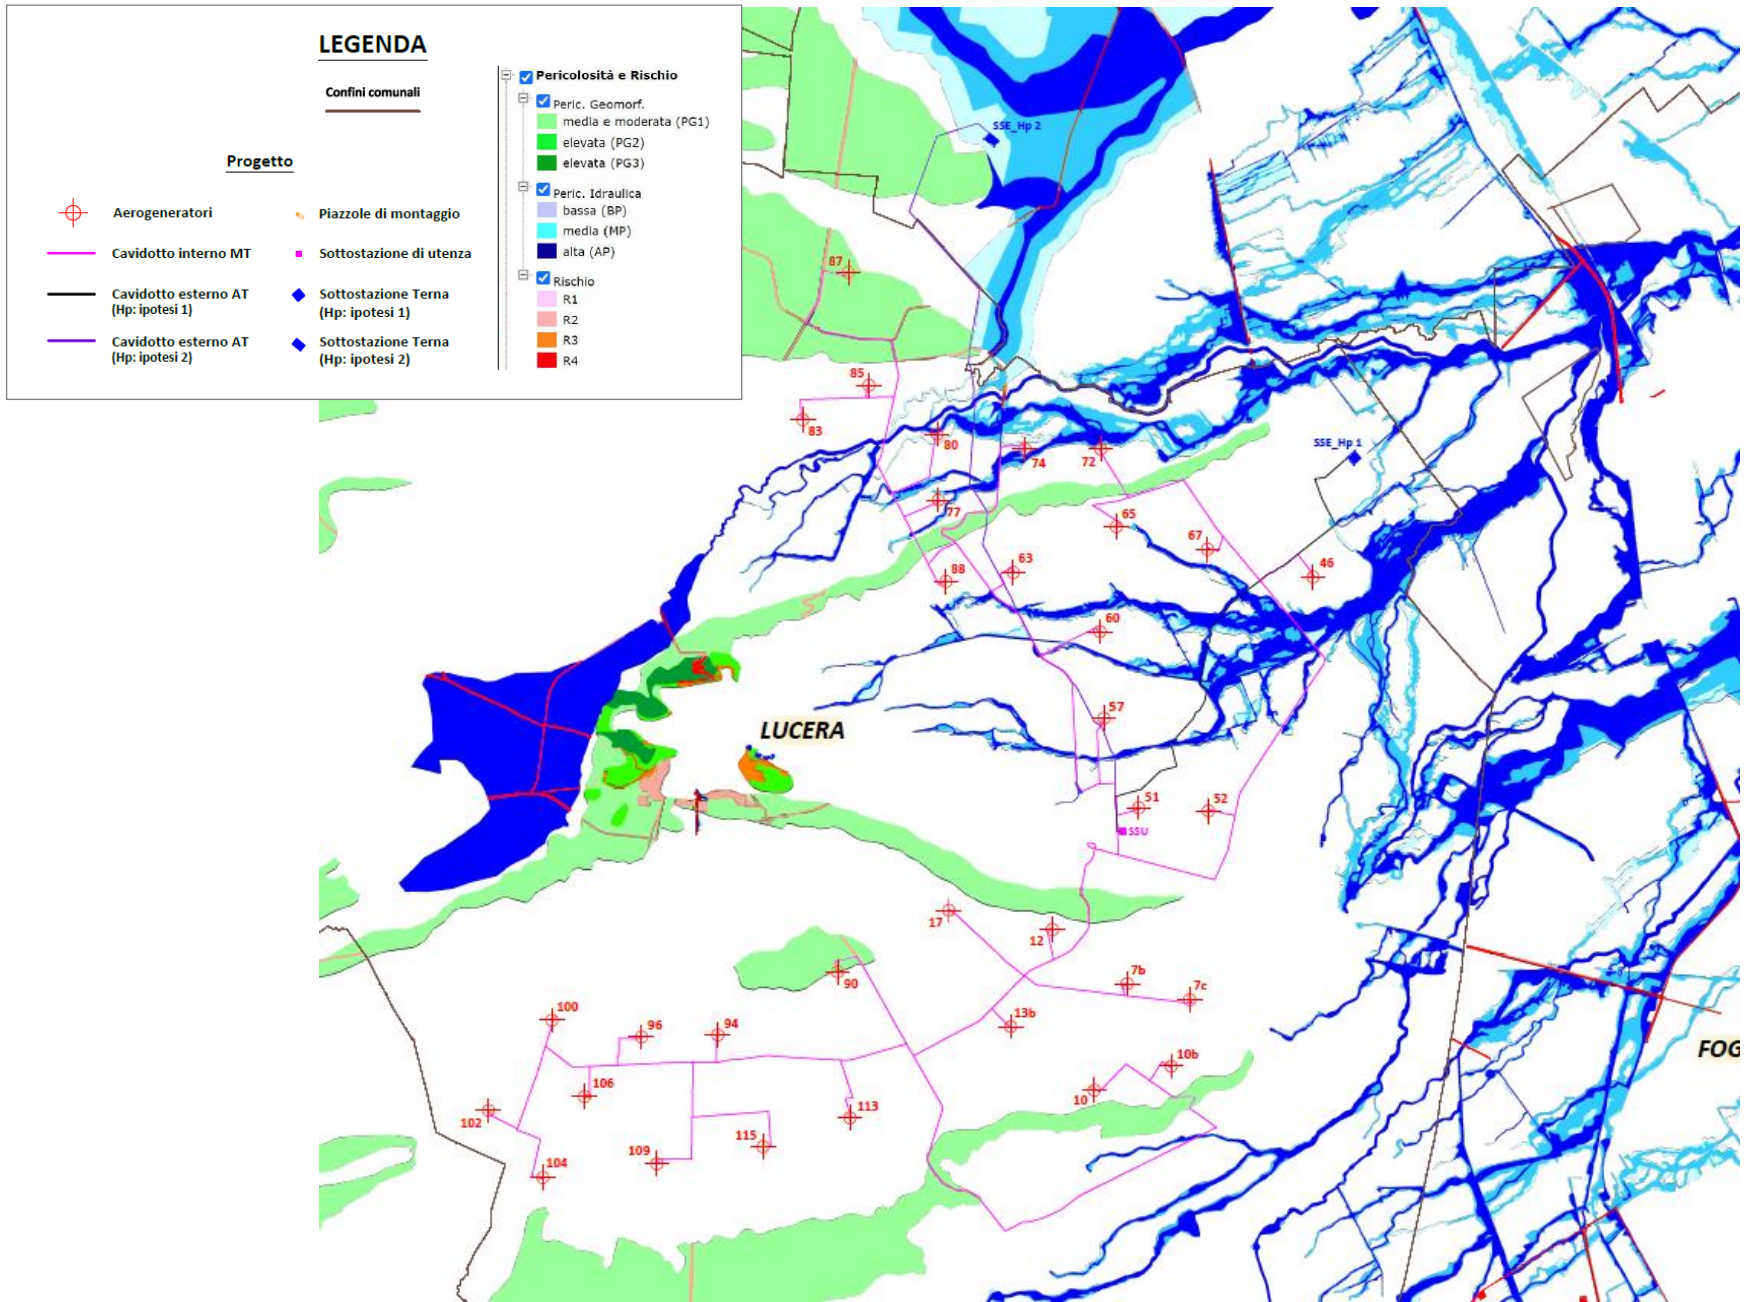 LEGENDA
Confini comunali
Progetto
Aerogeneratori
Piazzole di montaggio
Cavidotto interno MT
Sottostazione di utenza
Cavidotto esterno AT
(Hp: ipotesi 1)
Sottostazione Terna
(Hp: ipotesi 1)
Cavidotto esterno AT
(Hp: ipotesi 2)
Sottostazione Terna
(Hp: ipotesi 2)
Pericolosità e Rischio
Peric. Geomorf.
media e moderata (PG1)
elevata (PG2)
elevata (PG3)
Peric. Idraulica
bassa (BP)
media (MP)
alta (AP)
Rischio
R1
R2
R3
R4
SSE_Hp 2
87
85
83
80
74
72
SSE_Hp 1
77
65
67
88
63
46
60
57
LUCERA
51
52
SSU
17
12
90
7b
7c
100
96
94
13b
10b
106
10
102
113
115
109
104
FOG